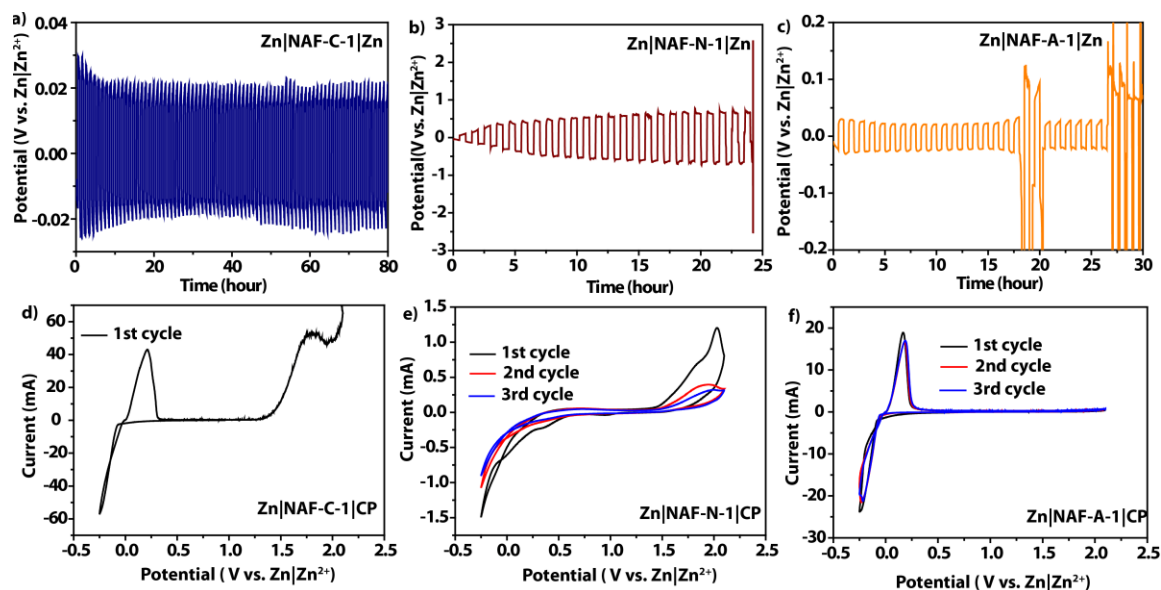 a)
Zn|NAF-C-1|Zn
0.04
0.02
0.00
-0.02
Potential (V vs. Zn|Zn²⁺)
0 20 40 60 80
Time (hour)
b)
Zn|NAF-N-1|Zn
3
2
1
0
-1
-2
-3
Potential(V vs. Zn|Zn²⁺)
0 5 10 15 20 25
Time (hour)
c)
Zn|NAF-A-1|Zn
0.2
0.1
0.0
-0.1
-0.2
Potential (V vs. Zn|Zn²⁺)
0 5 10 15 20 25 30
Time (hour)
d)
1st cycle
60
40
20
0
-20
-40
-60
Current (mA)
Zn|NAF-C-1|CP
-0.5 0.0 0.5 1.0 1.5 2.0 2.5
Potential ( V vs. Zn|Zn²⁺)
e)
1st cycle
2nd cycle
3rd cycle
1.5
1.0
0.5
0.0
-0.5
-1.0
-1.5
Current (mA)
Zn|NAF-N-1|CP
-0.5 0.0 0.5 1.0 1.5 2.0 2.5
Potential ( V vs. Zn|Zn²⁺)
f)
1st cycle
2nd cycle
3rd cycle
20
10
0
-10
-20
-30
Current (mA)
Zn|NAF-A-1|CP
-0.5 0.0 0.5 1.0 1.5 2.0 2.5
Potential ( V vs. Zn|Zn²⁺)